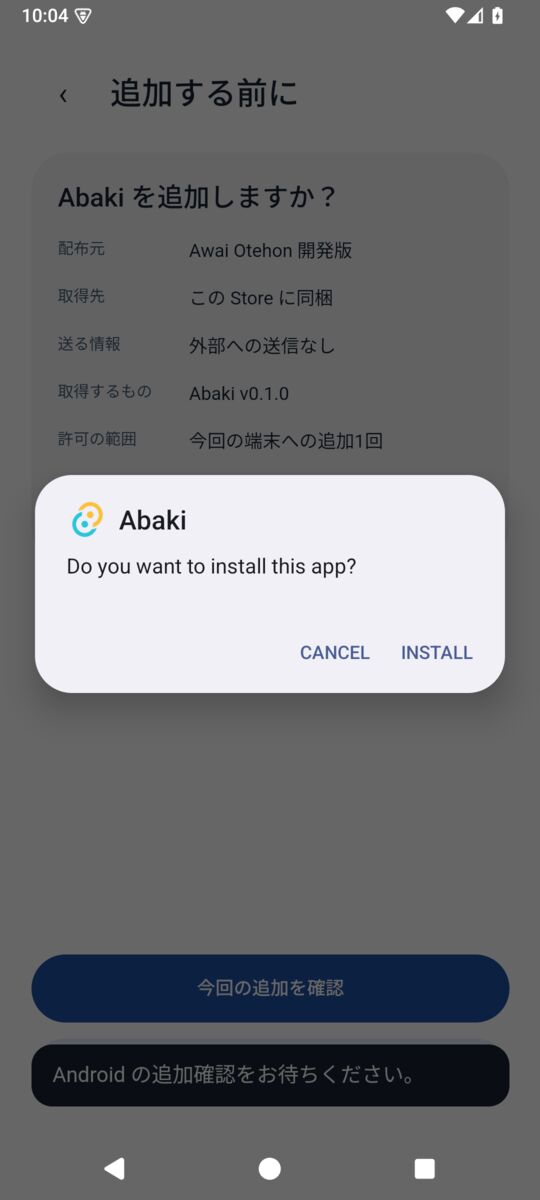 10:04
追加する前に
Abaki を追加しますか？
配布元 Awai Otehon 開発版
取得先 この Store に同梱
送る情報 外部への送信なし
取得するもの Abaki v0.1.0
許可の範囲 今回の端末への追加1回
Abaki
Do you want to install this app?
CANCEL INSTALL
今回の追加を確認
Android の追加確認をお待ちください。